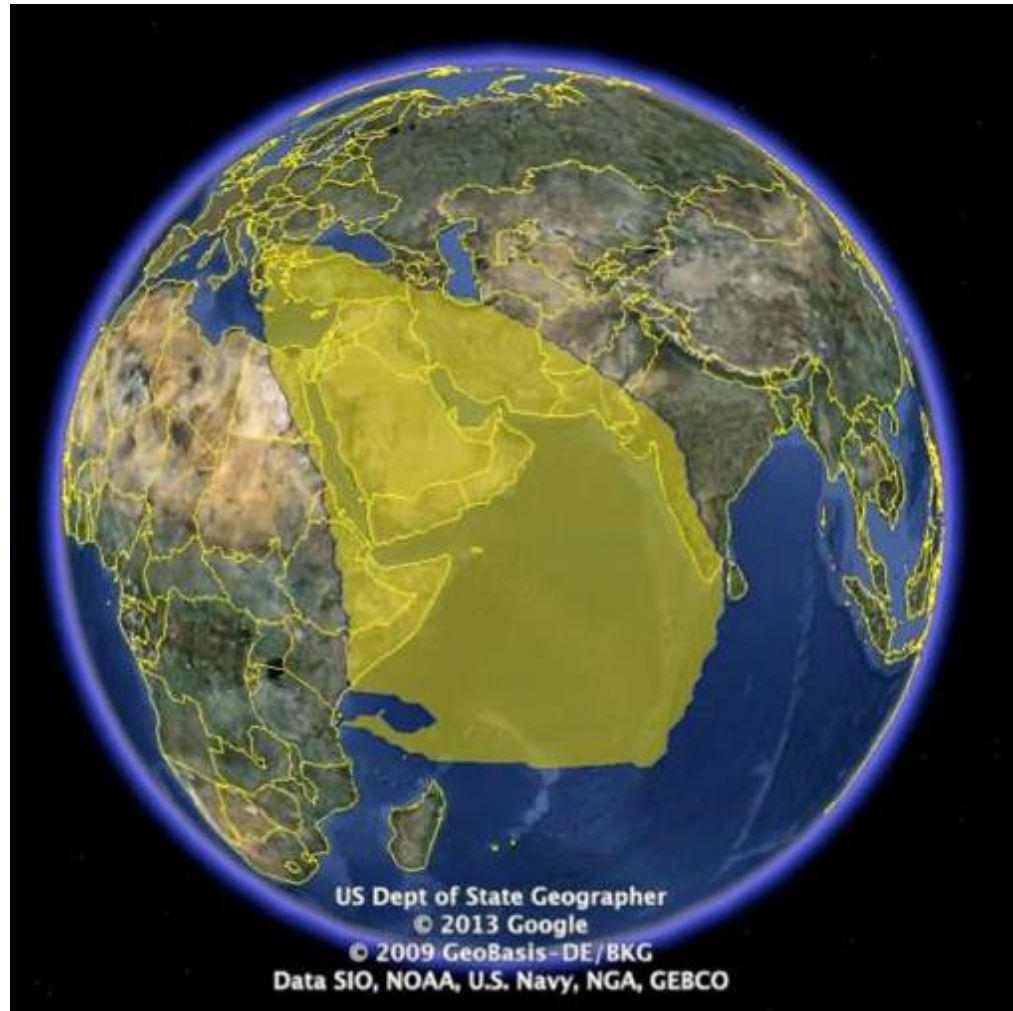 US Dept of State Geographer
© 2013 Google
© 2009 GeoBasis-DE/BKG
Data SIO, NOAA, U.S. Navy, NGA, GEBCO